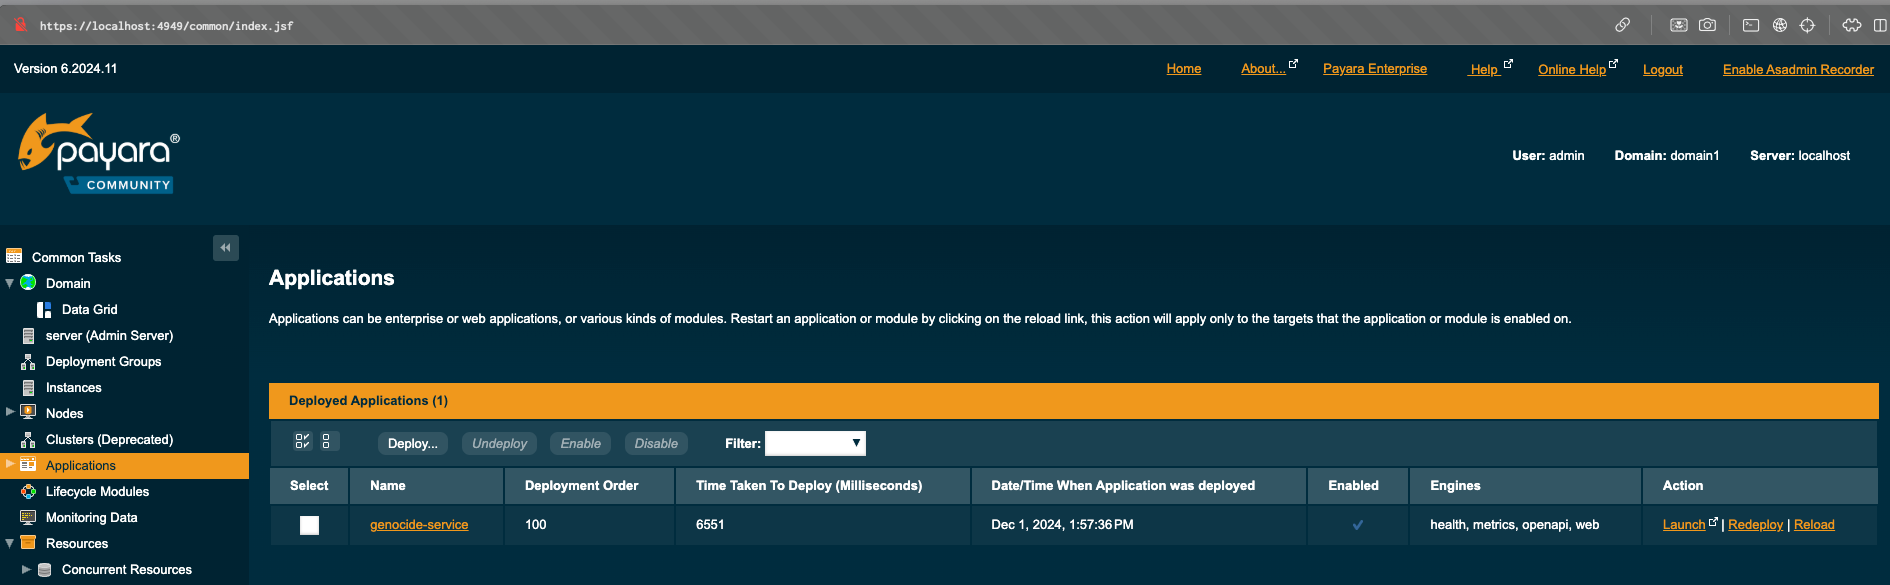 https://localhost:4949/common/index.jsf
Version 6.2024.11
Home About... Payara Enterprise Help Online Help Logout Enable Asadmin Recorder
payara®
COMMUNITY
User: admin Domain: domain1 Server: localhost
Common Tasks
Domain
Data Grid
server (Admin Server)
Deployment Groups
Instances
Nodes
Clusters (Deprecated)
Applications
Lifecycle Modules
Monitoring Data
Resources
Concurrent Resources
Applications
Applications can be enterprise or web applications, or various kinds of modules. Restart an application or module by clicking on the reload link, this action will apply only to the targets that the application or module is enabled on.
Deployed Applications (1)
Deploy... Undeploy Enable Disable Filter:
Select Name Deployment Order Time Taken To Deploy (Milliseconds) Date/Time When Application was deployed Enabled Engines Action
genocide-service 100 6551 Dec 1, 2024, 1:57:36 PM health, metrics, openapi, web Launch | Redeploy | Reload